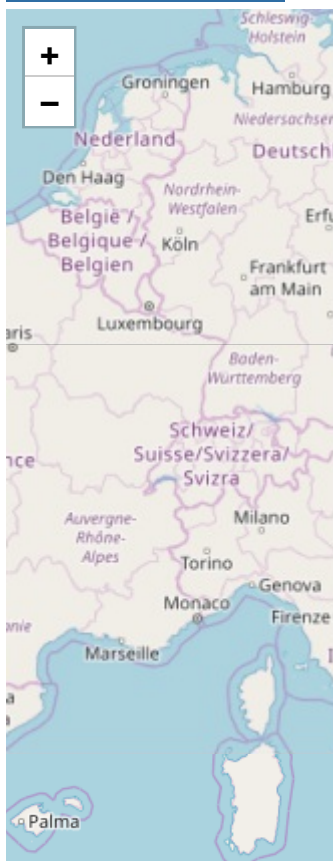 Schleswig-
Holstein
+
−
Groningen
Hamburg
Niedersachsen
Nederland
Deutsch
Den Haag
Nordrhein-
Westfalen
België /
Belgique /
Belgien
Köln
Erfu
Frankfurt
am Main
Luxembourg
aris
Baden-
Württemberg
Schweiz/
Suisse/Svizzera/
Svizra
nce
Auvergne-
Rhône-
Alpes
Milano
Torino
Genova
Monaco
Firenze
onie
Marseille
a
a
Palma